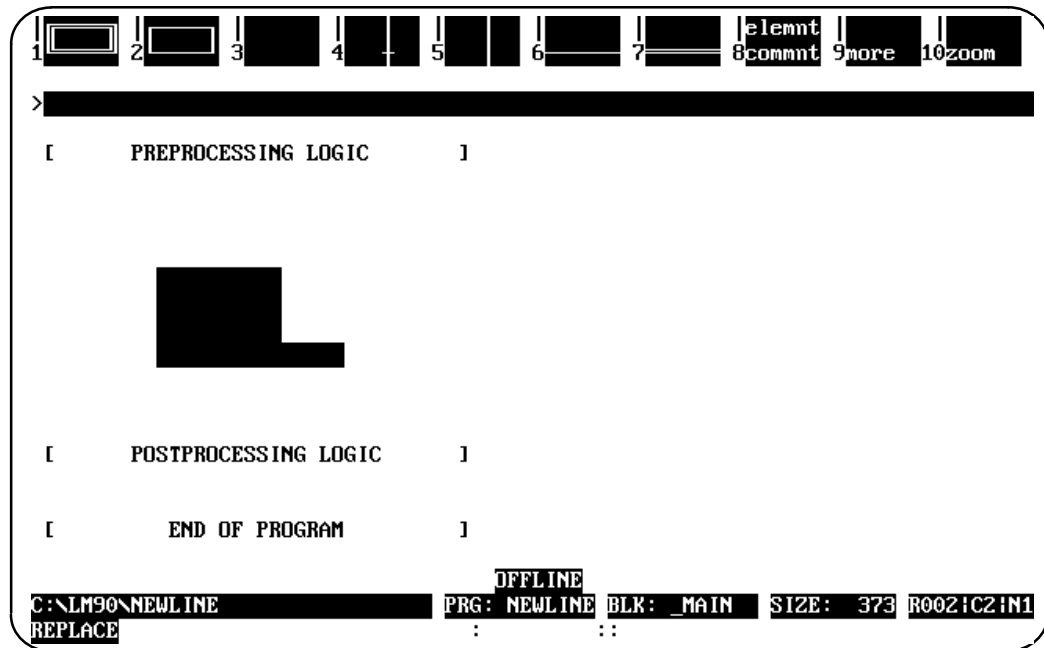 elemnt
1 2 3 4 5 6 7 8commnt 9more 10zoom
>
[ PREPROCESSING LOGIC ]
[ POSTPROCESSING LOGIC ]
[ END OF PROGRAM ]
OFFLINE
C:\LM90\NEWLINE PRG: NEWLINE BLK: _MAIN SIZE: 373 R002¦C2¦N1
REPLACE : ::